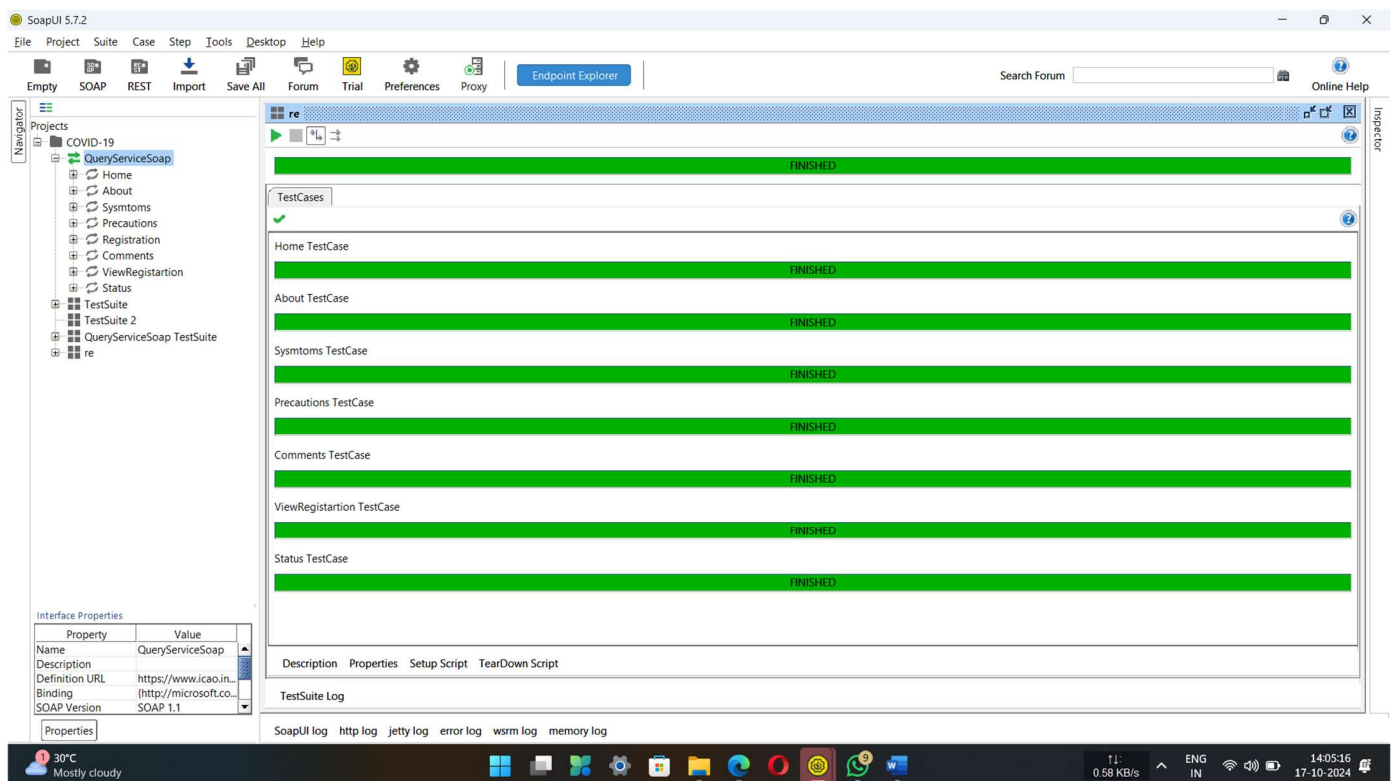 SoapUI 5.7.2
File Project Suite Case Step Tools Desktop Help
Empty SOAP REST Import Save All Forum Trial Preferences Proxy Endpoint Explorer Search Forum Online Help
Navigator
Projects
COVID-19
QueryServiceSoap
Home
About
Sysmtoms
Precautions
Registration
Comments
ViewRegistartion
Status
TestSuite
TestSuite 2
QueryServiceSoap TestSuite
re
Interface Properties
Property Value
Name QueryServiceSoap
Description
Definition URL https://www.icao.in...
Binding {http://microsoft.co...
SOAP Version SOAP 1.1
Properties
re
FINISHED
TestCases
Home TestCase
FINISHED
About TestCase
FINISHED
Sysmtoms TestCase
FINISHED
Precautions TestCase
FINISHED
Comments TestCase
FINISHED
ViewRegistartion TestCase
FINISHED
Status TestCase
FINISHED
Description Properties Setup Script TearDown Script
TestSuite Log
SoapUI log http log jetty log error log wsrm log memory log
Inspector
1 30°C
Mostly cloudy
9
0.58 KB/s
ENG
IN
14:05:16
17-10-2024